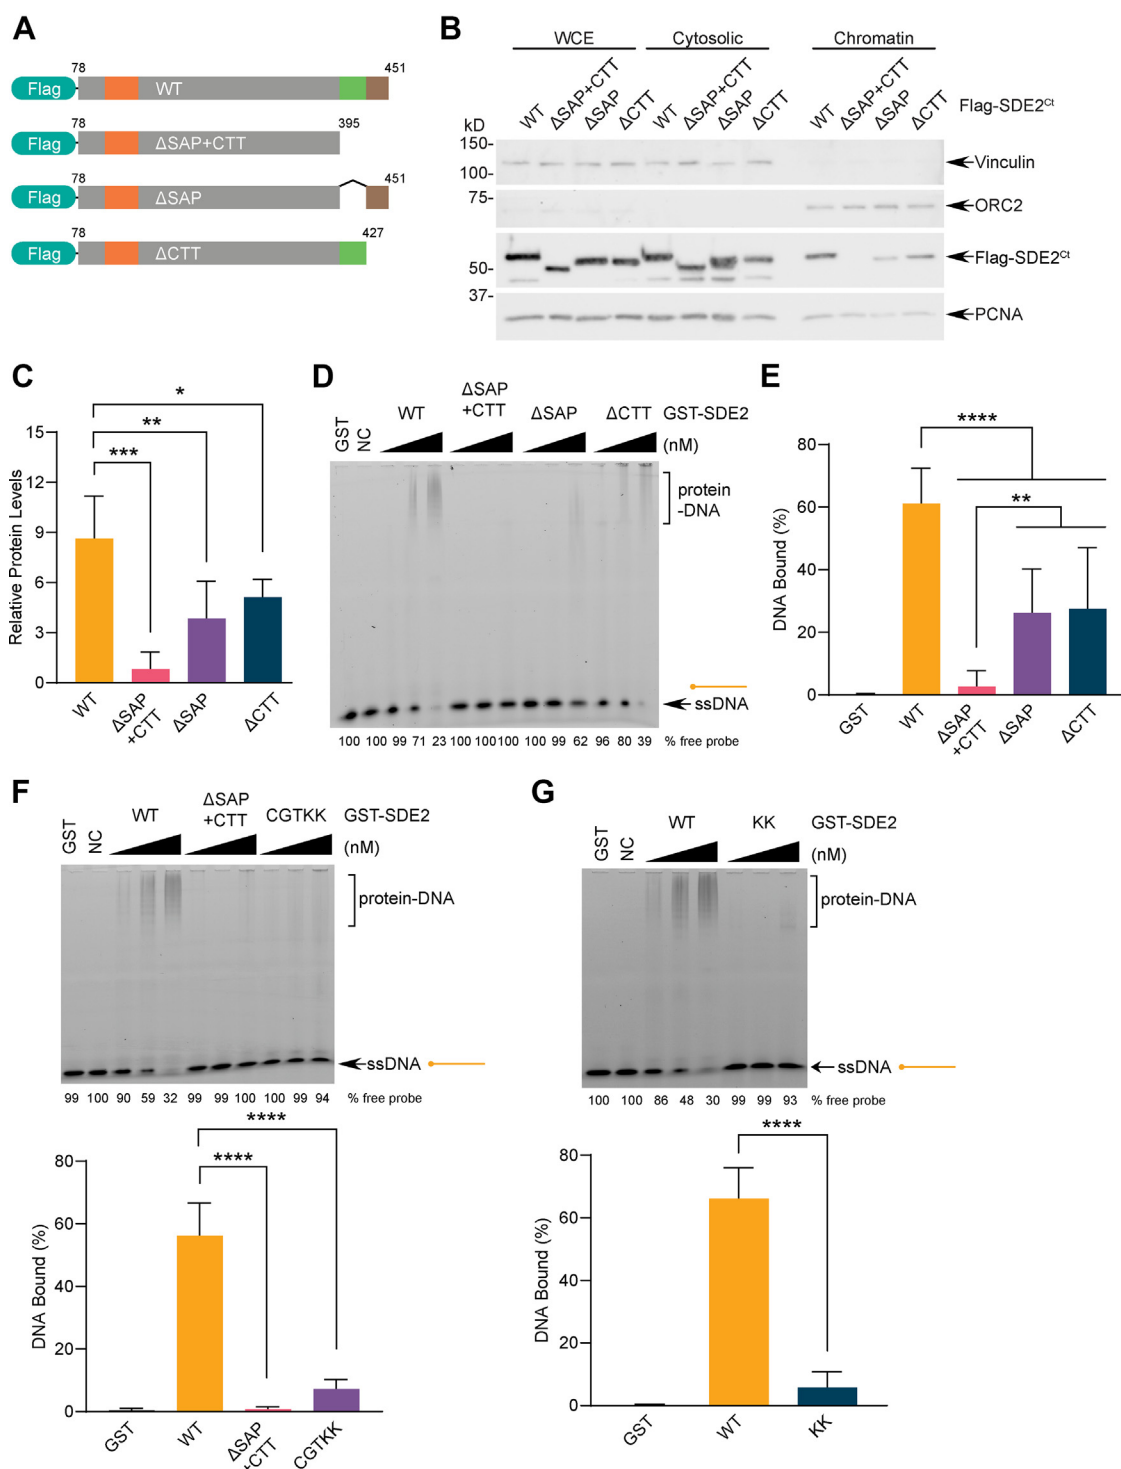 A
78
451
Flag
WT
78
395
Flag
ΔSAP+CTT
78
451
Flag
ΔSAP
78
427
Flag
ΔCTT
B
WCE
Cytosolic
Chromatin
WT
ΔSAP+CTT
ΔSAP
ΔCTT
WT
ΔSAP+CTT
ΔSAP
ΔCTT
WT
ΔSAP+CTT
ΔSAP
ΔCTT
Flag-SDE2Ct
kD
150-
100-
75-
50-
37-
Vinculin
ORC2
Flag-SDE2Ct
PCNA
C
Relative Protein Levels
15
12
9
6
3
0
*
**
***
WT
ΔSAP
+CTT
ΔSAP
ΔCTT
D
GST
NC
WT
ΔSAP
+CTT
ΔSAP
ΔCTT
GST-SDE2
(nM)
protein
-DNA
ssDNA
100 100 99 71 23 100 100 100 100 99 62 96 80 39 % free probe
E
DNA Bound (%)
80
60
40
20
0
****
**
GST
WT
ΔSAP
+CTT
ΔSAP
ΔCTT
F
GST
NC
WT
ΔSAP
+CTT
CGTKK
GST-SDE2
(nM)
protein-DNA
ssDNA
99 100 90 59 32 99 99 100 100 99 94 % free probe
DNA Bound (%)
80
60
40
20
0
****
****
GST
WT
ΔSAP
+CTT
CGTKK
G
GST
NC
WT
KK
GST-SDE2
(nM)
protein-DNA
ssDNA
100 100 86 48 30 99 99 93 % free probe
DNA Bound (%)
80
60
40
20
0
****
GST
WT
KK